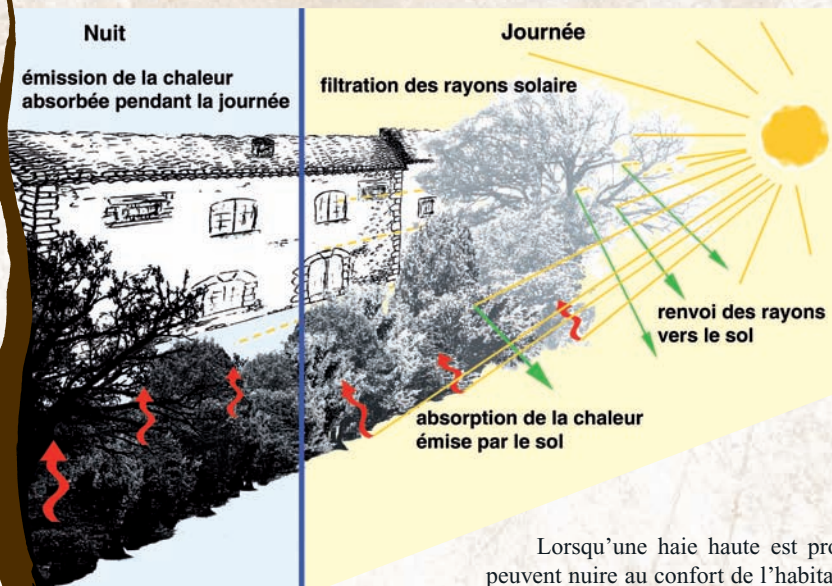 Nuit
émission de la chaleur
absorbée pendant la journée
Journée
filtration des rayons solaire
renvoi des rayons
vers le sol
absorption de la chaleur
émise par le sol
Lorsqu’une haie haute est
peuvent nuire au confort de